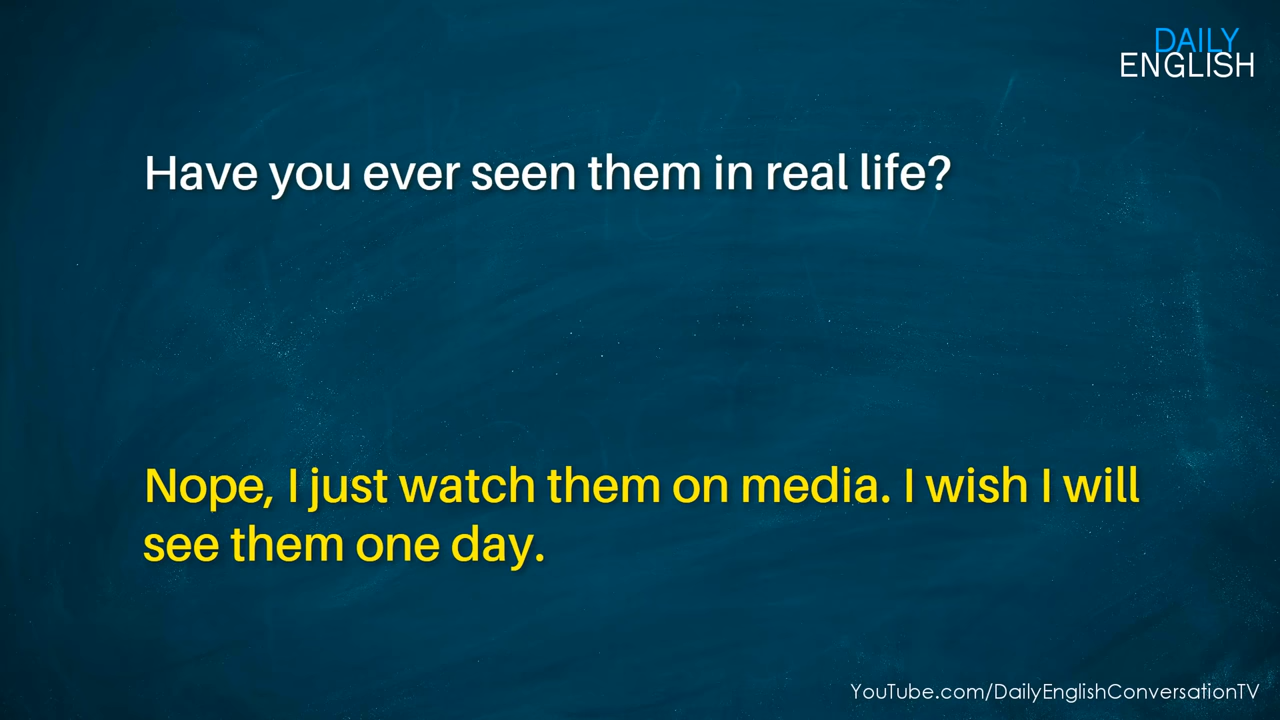 DAILY
ENGLISH
Have you ever seen them in real life?
Nope, I just watch them on media. I wish I will
see them one day.
YouTube.com/DailyEnglishConversationTV